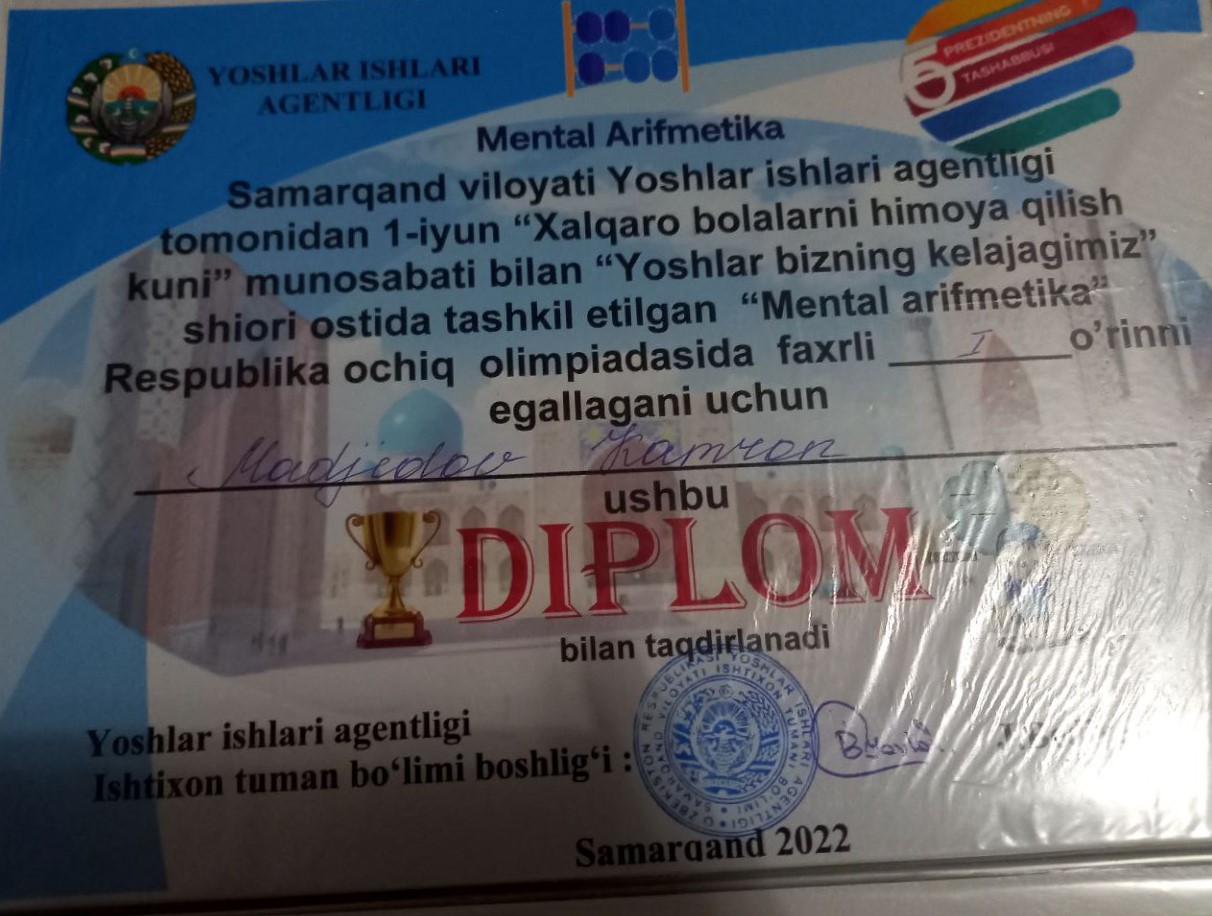 YOSHLAR ISHLARI
AGENTLIGI
5 PREZIDENTNING
TASHABBUSI
Mental Arifmetika
Samarqand viloyati Yoshlar ishlari agentligi
tomonidan 1-iyun “Xalqaro bolalarni himoya qilish
kuni” munosabati bilan “Yoshlar bizning kelajagimiz”
shiori ostida tashkil etilgan “Mental arifmetika”
Respublika ochiq olimpiadasida faxrli I o’rinni
egallagani uchun
Madjidov Kamron
ushbu
DIPLOM
bilan taqdirlanadi
Yoshlar ishlari agentligi
Ishtixon tuman bo‘limi boshlig‘i :
O‘ZBEKISTON RESPUBLIKASI YOSHLAR ISHLARI AGENTLIGI
SAMARQAND VILOYATI ISHTIXON TUMANI BO‘LIMI
Samarqand 2022